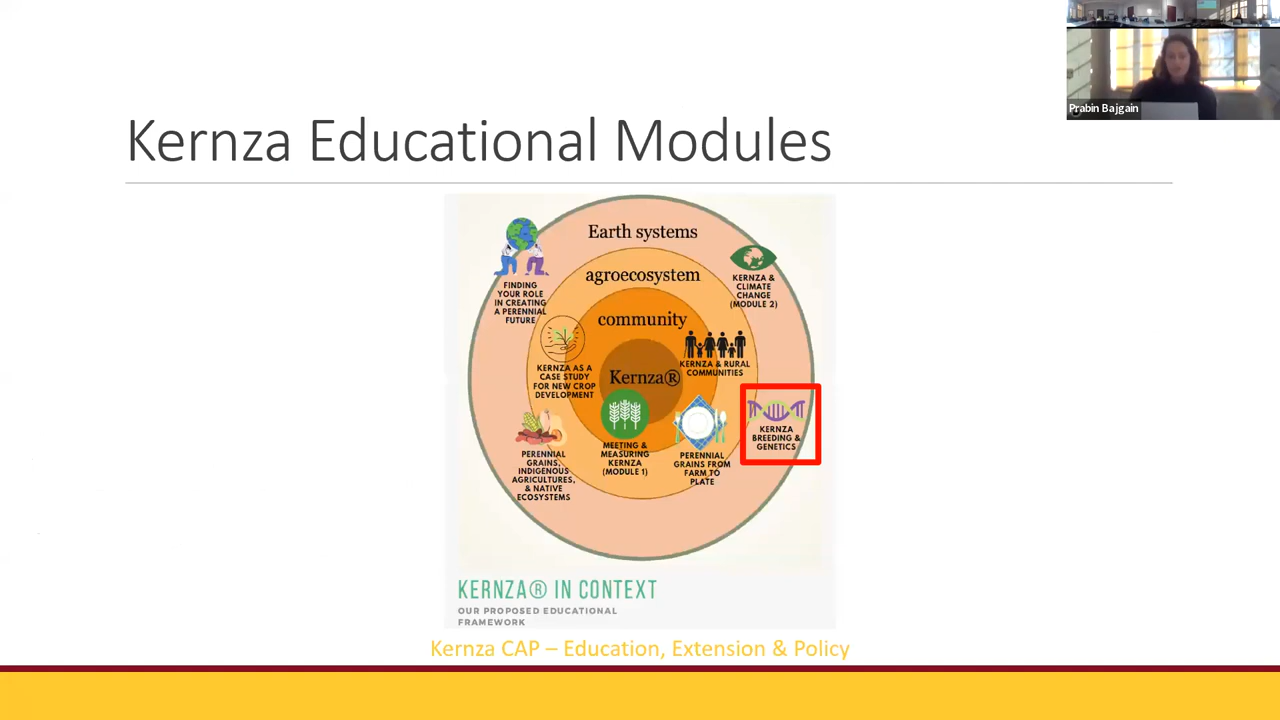 Prabin Bajgain
Kernza Educational Modules
Earth systems
agroecosystem
community
Kernza®
FINDING
YOUR ROLE
IN CREATING
A PERENNIAL
FUTURE
KERNZA &
CLIMATE
CHANGE
(MODULE 2)
KERNZA AS A
CASE STUDY
FOR NEW CROP
DEVELOPMENT
KERNZA & RURAL
COMMUNITIES
PERENNIAL
GRAINS,
INDIGENOUS
AGRICULTURES,
& NATIVE
ECOSYSTEMS
MEETING &
MEASURING
KERNZA
(MODULE 1)
PERENNIAL
GRAINS FROM
FARM TO
PLATE
KERNZA
BREEDING &
GENETICS
KERNZA® IN CONTEXT
OUR PROPOSED EDUCATIONAL
FRAMEWORK
Kernza CAP – Education, Extension & Policy